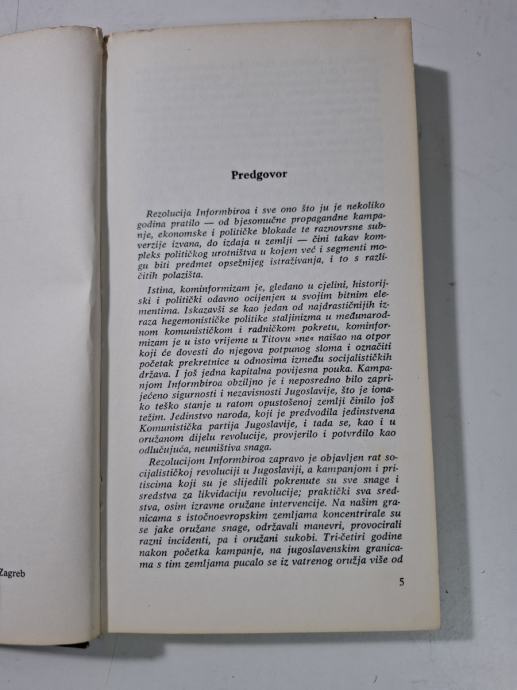 Zagreb
Predgovor
Rezolucija Informbiroa i sve ono što ju je nekoliko
godina pratilo — od bjesomučne propagandne kampa-
nje, ekonomske i političke blokade te raznovrsne sub-
verzije izvana, do izdaja u zemlji — čini takav kom-
pleks političkog urotništva u kojem već i segmenti mo-
gu biti predmet opsežnijeg istraživanja, i to s razli-
čitih polazišta.
Istina, kominformizam je, gledano u cjelini, historij-
ski i politički odavno ocijenjen u svojim bitnim ele-
mentima. Iskazavši se kao jedan od najdrastičnijih iz-
raza hegemonističke politike staljinizma u međunarod-
nom komunističkom i radničkom pokretu, kominfor-
mizam je u isto vrijeme u Titovu »ne« naišao na otpor
koji će dovesti do njegova potpunog sloma i označiti
početak prekretnice u odnosima između socijalističkih
država. I još jedna kapitalna povijesna pouka. Kampa-
njom Informbiroa obziljno je i neposredno bilo zapri-
ječeno sigurnosti i nezavisnosti Jugoslavije, što je iona-
ko teško stanje u ratom opustošenoj zemlji činilo još
težim. Jedinstvo naroda, koji je predvodila jedinstvena
Komunistička partija Jugoslavije, i tada se, kao i u
oružanom dijelu revolucije, provjerilo i potvrdilo kao
odlučujuća, neuništiva snaga.
Rezolucijom Informbiroa zapravo je objavljen rat so-
cijalističkoj revoluciji u Jugoslaviji, a kampanjom i pri-
tiscima koji su je slijedili pokrenute su sve snage i
sredstva za likvidaciju revolucije; praktički sva sred-
stva, osim izravne oružane intervencije. Na našim gra-
nicama s istočnoevropskim zemljama koncentrirale su
se jake oružane snage, održavali manevri, provocirali
razni incidenti, pa i oružani sukobi. Tri-četiri godine
nakon početka kampanje, na jugoslavenskim granica-
ma s tim zemljama pucalo se iz vatrenog oružja više od
5